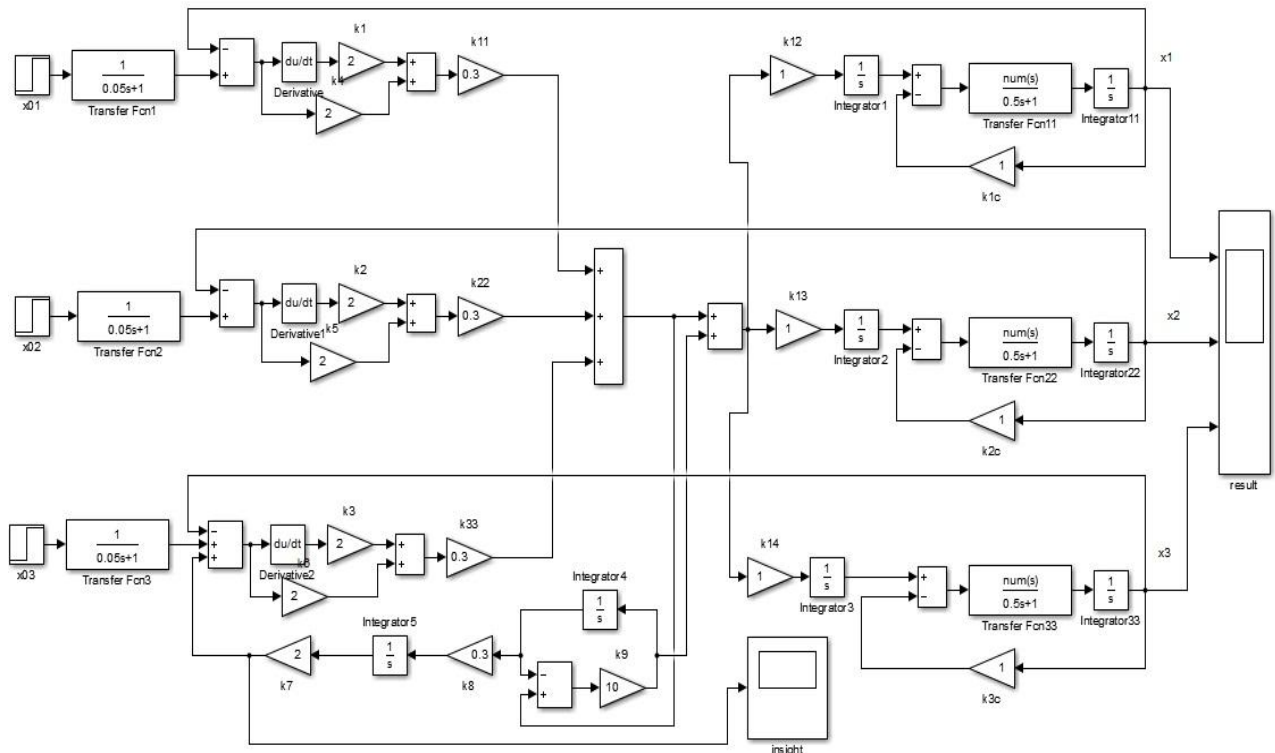 k1
k11
k12
x1
−
+
du/dt
2
+
+
0.3
1
1
s
+
−
num(s)
0.5s+1
1
s
1
0.05s+1
x01
Transfer Fcn1
Derivative
k4
2
Integrator1
Transfer Fcn11
Integrator11
1
k1c
k2
k22
k13
x2
−
+
du/dt
2
+
+
0.3
+
+
+
+
+
1
1
s
+
−
num(s)
0.5s+1
1
s
1
0.05s+1
x02
Transfer Fcn2
Derivative1
k5
2
Integrator2
Transfer Fcn22
Integrator22
1
k2c
result
k3
k33
k14
x3
−
+
+
du/dt
2
+
+
0.3
1
1
s
+
−
num(s)
0.5s+1
1
s
1
0.05s+1
x03
Transfer Fcn3
Derivative2
k6
2
Integrator3
Transfer Fcn33
Integrator33
Integrator4
1
s
Integrator5
k9
2
1
s
0.3
−
+
10
1
k7
k8
k3c
insight